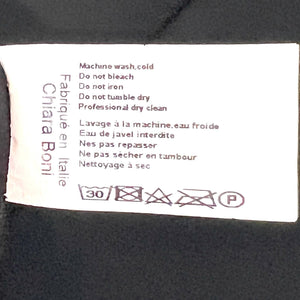 Machine wash,cold
Do not bleach
Do not iron
Do not tumble dry
Professional dry clean
Lavage à la machine,eau froide
Eau de javel interdite
Nes pas repasser
Ne pas sécher en tambour
Nettoyage à sec
30
P
Fabriqué en Italie
Chiara Boni